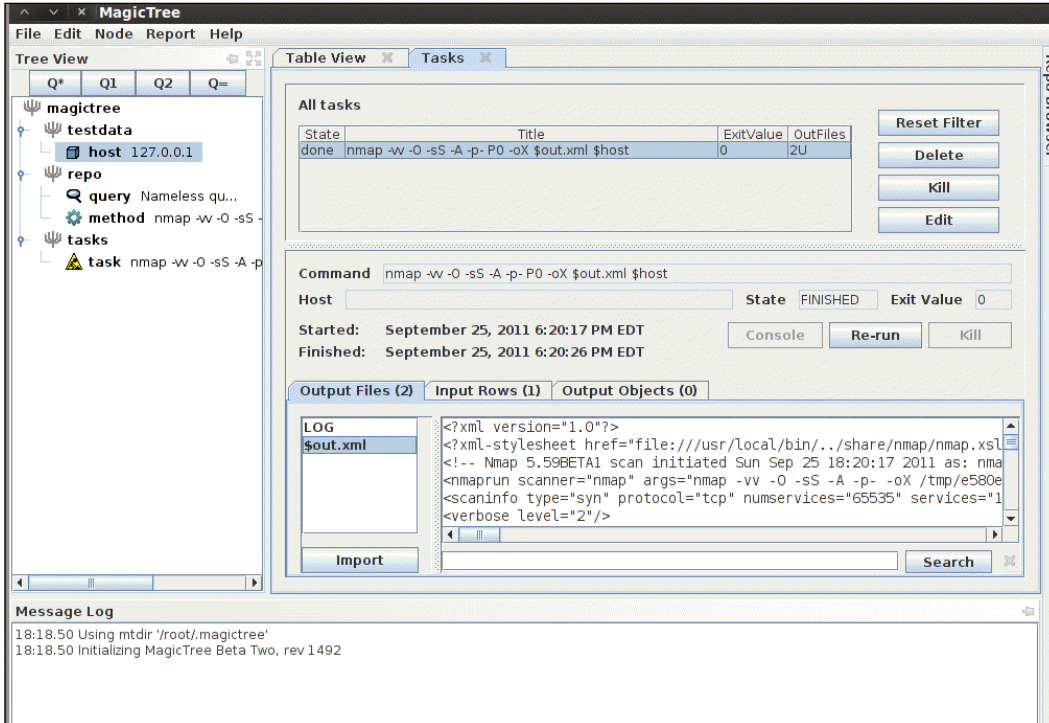 MagicTree
File Edit Node Report Help
Tree View
Q* Q1 Q2 Q=
magictree
testdata
host 127.0.0.1
repo
query Nameless qu...
method nmap -vv -O -sS -
tasks
task nmap -vv -O -sS -A -p
Table View Tasks
All tasks
State Title ExitValue OutFiles
done nmap -vv -O -sS -A -p- P0 -oX $out.xml $host 0 2U
Reset Filter
Delete
Kill
Edit
Command nmap -vv -O -sS -A -p- P0 -oX $out.xml $host
Host State FINISHED Exit Value 0
Started: September 25, 2011 6:20:17 PM EDT
Finished: September 25, 2011 6:20:26 PM EDT
Console Re-run Kill
Output Files (2) Input Rows (1) Output Objects (0)
LOG
$out.xml
<?xml version="1.0"?>
<?xml-stylesheet href="file:///usr/local/bin/../share/nmap/nmap.xsl
<!-- Nmap 5.59BETA1 scan initiated Sun Sep 25 18:20:17 2011 as: nma
<nmaprun scanner="nmap" args="nmap -vv -O -sS -A -p- -oX /tmp/e580e
<scaninfo type="syn" protocol="tcp" numservices="65535" services="1
<verbose level="2"/>
Import
Search
Message Log
18:18.50 Using mtdir '/root/.magictree'
18:18.50 Initializing MagicTree Beta Two, rev 1492